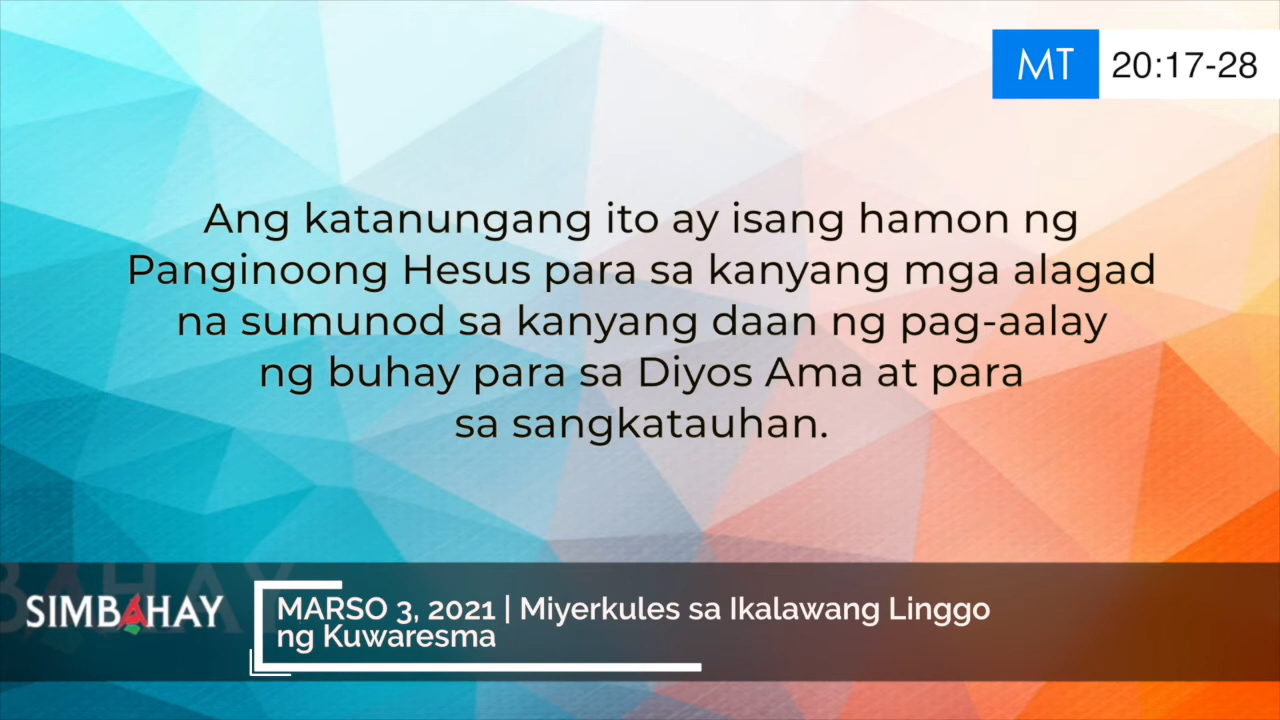 MT 20:17-28
Ang katanungang ito ay isang hamon ng
Panginoong Hesus para sa kanyang mga alagad
na sumunod sa kanyang daan ng pag-aalay
ng buhay para sa Diyos Ama at para
sa sangkatauhan.
SIMBAHAY
MARSO 3, 2021 | Miyerkules sa Ikalawang Linggo
ng Kuwaresma